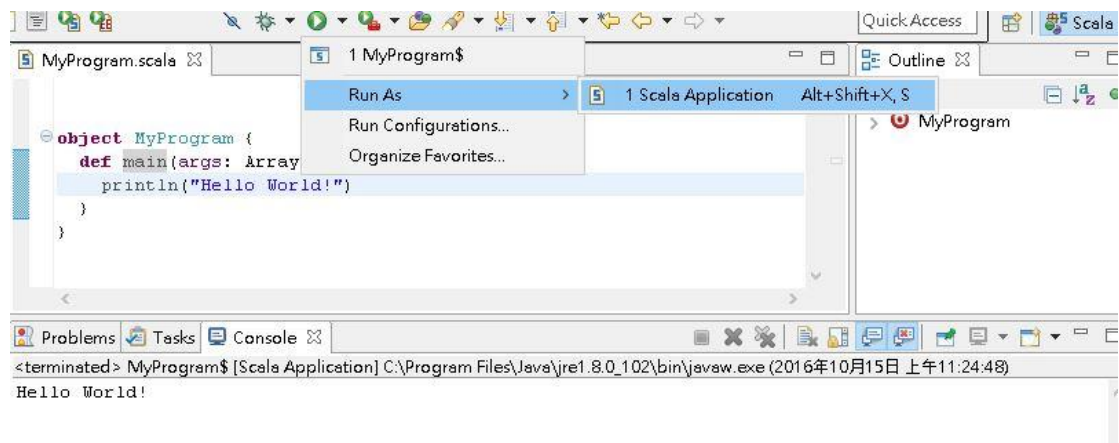 Quick Access Scala
MyProgram.scala
1 MyProgram$
Outline
Run As
1 Scala Application Alt+Shift+X, S
MyProgram
Run Configurations...
Organize Favorites...
object MyProgram {
def main(args: Array
println("Hello World!")
}
}
Problems Tasks Console
<terminated> MyProgram$ [Scala Application] C:\Program Files\Java\jre1.8.0_102\bin\javaw.exe (2016年10月15日 上午11:24:48)
Hello World!